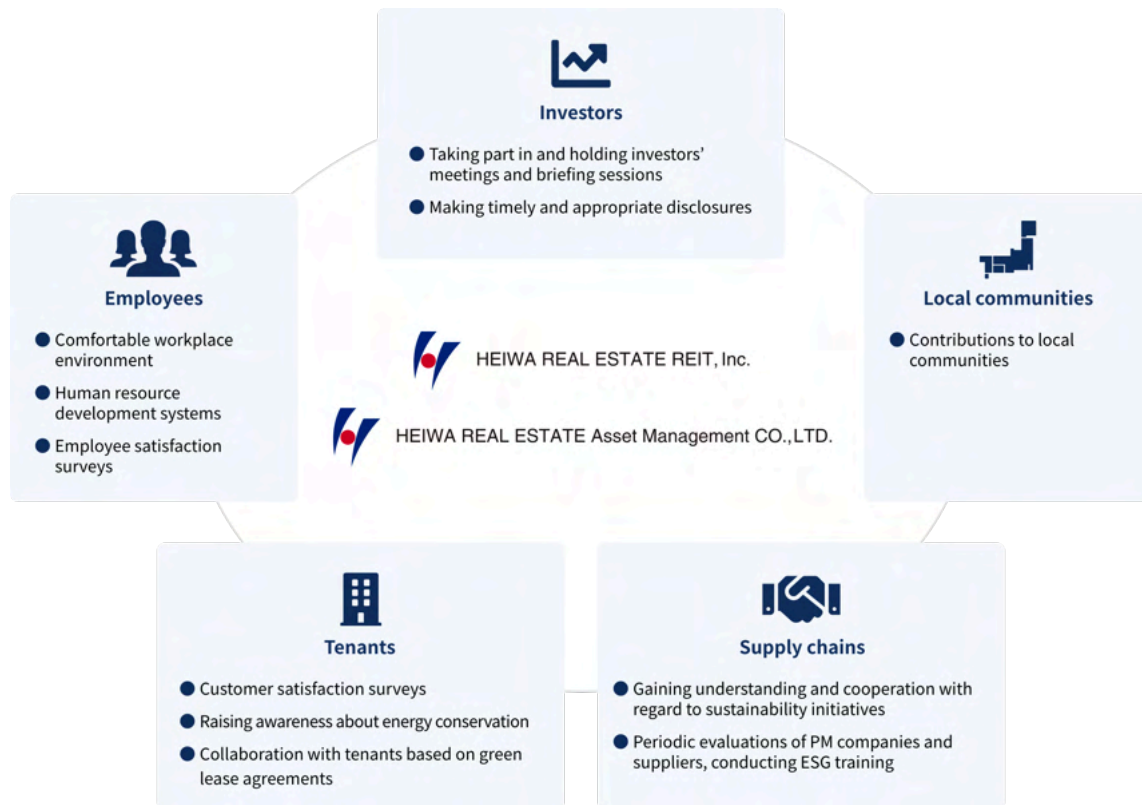 Investors
● Taking part in and holding investors’
meetings and briefing sessions
● Making timely and appropriate disclosures
Employees
● Comfortable workplace
environment
● Human resource
development systems
● Employee satisfaction
surveys
Local communities
● Contributions to local
communities
HEIWA REAL ESTATE REIT, Inc.
HEIWA REAL ESTATE Asset Management CO.,LTD.
Tenants
● Customer satisfaction surveys
● Raising awareness about energy conservation
● Collaboration with tenants based on green
lease agreements
Supply chains
● Gaining understanding and cooperation with
regard to sustainability initiatives
● Periodic evaluations of PM companies and
suppliers, conducting ESG training